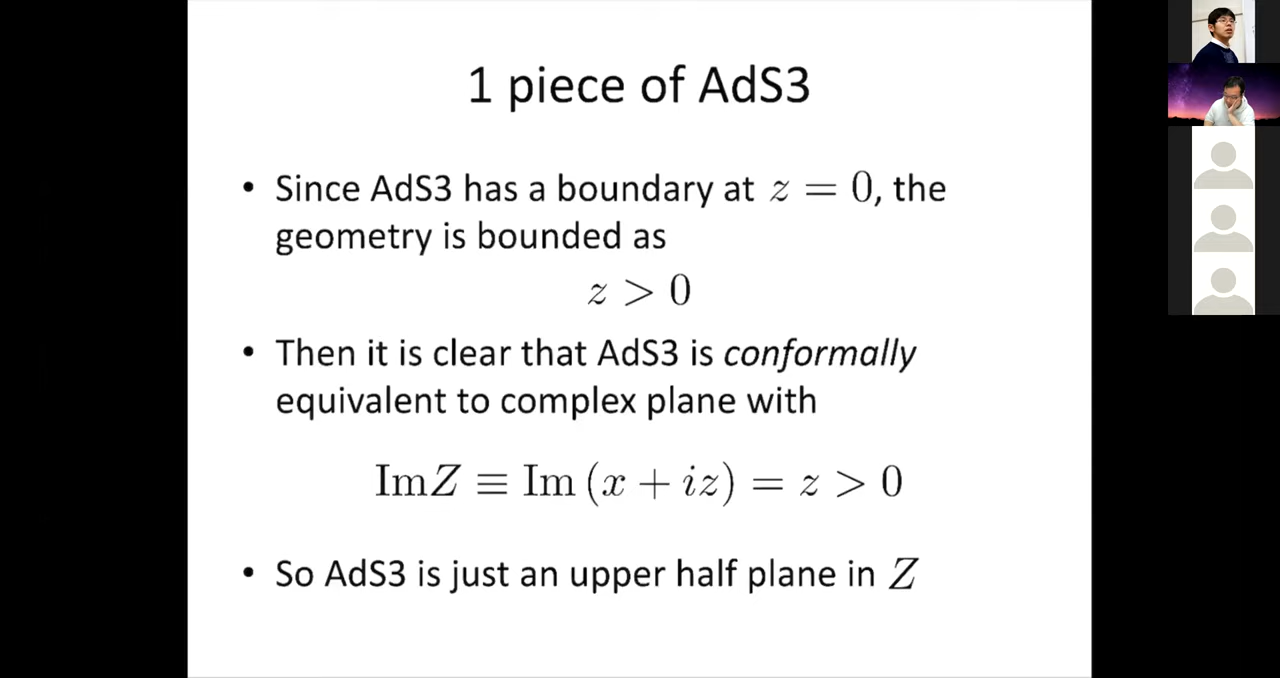 1 piece of AdS3
• Since AdS3 has a boundary at z = 0, the
geometry is bounded as
z > 0
• Then it is clear that AdS3 is conformally
equivalent to complex plane with
ImZ ≡ Im (x + iz) = z > 0
• So AdS3 is just an upper half plane in Z